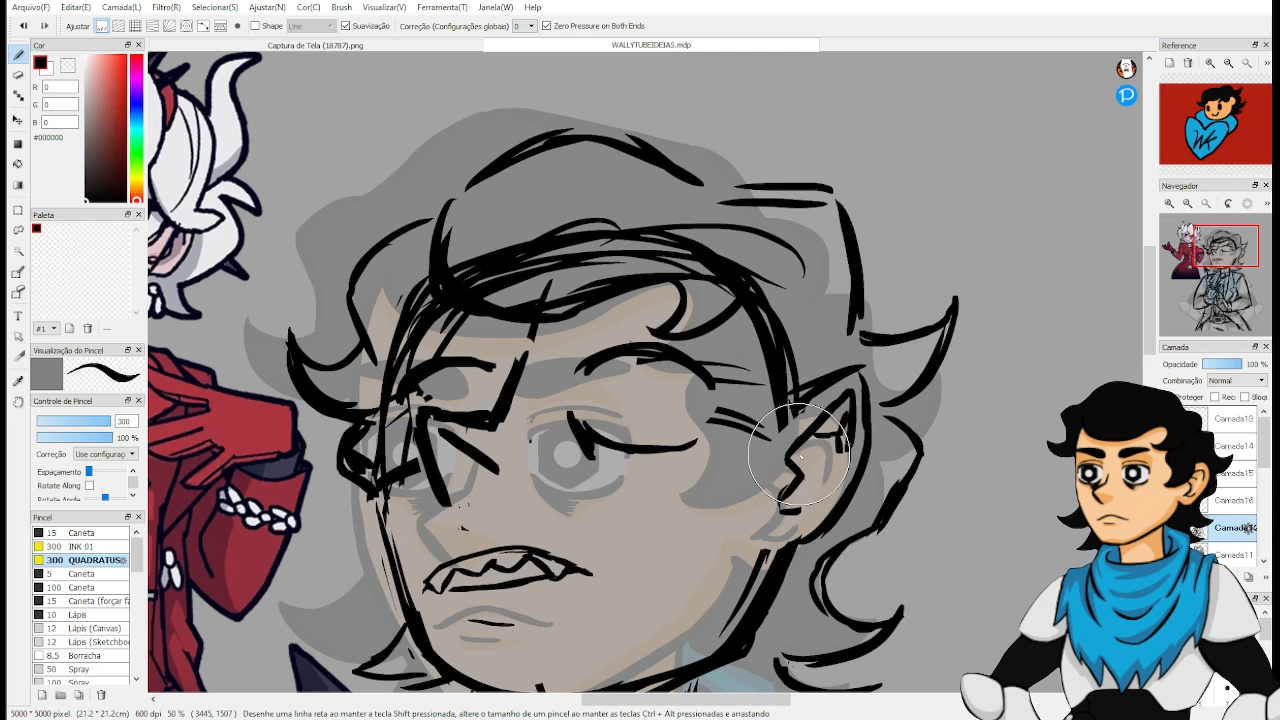 Arquivo(F) Editar(E) Camada(L) Filtro(R) Selecionar(S) Ajustar(N) Cor(C) Brush Visualizar(V) Ferramenta(T) Janela(W) Help
Ajustar Shape Line Suavização Correção (Configurações globais) 0 Zero Pressure on Both Ends
Cor
Captura de Tela (18787).png
WALLYTUBEIDEIAS.mdp
Reference
R 0
G 0
B 0
#000000
Navegador
Paleta
#1
Visualização do Pincel
Camada
Opacidade 100 %
Combinação Normal
Proteger Reo Bloq
Controle de Pincel
300
100 %
Correção Use configuraç
Espaçamento
Rotate Along
Rotate Along
Camada13
Camada15
Camada16
Camada11
Pincel
15 Caneta
300 INK 01
300 QUADRATUS
5 Caneta
100 Caneta
15 Caneta (forçar fa
10 Lápis
12 Lápis (Canvas)
12 Lápis (Sketchboo
8.5 Borracha
50 Spray
100 Spray
5000 * 5000 pixel (21.2 * 21.2cm) 600 dpi 50 % ( 3445, 1507 ) Desenhe uma linha reta ao manter a tecla Shift pressionada, altere o tamanho de um pincel ao manter as teclas Ctrl + Alt pressionadas e arrastando